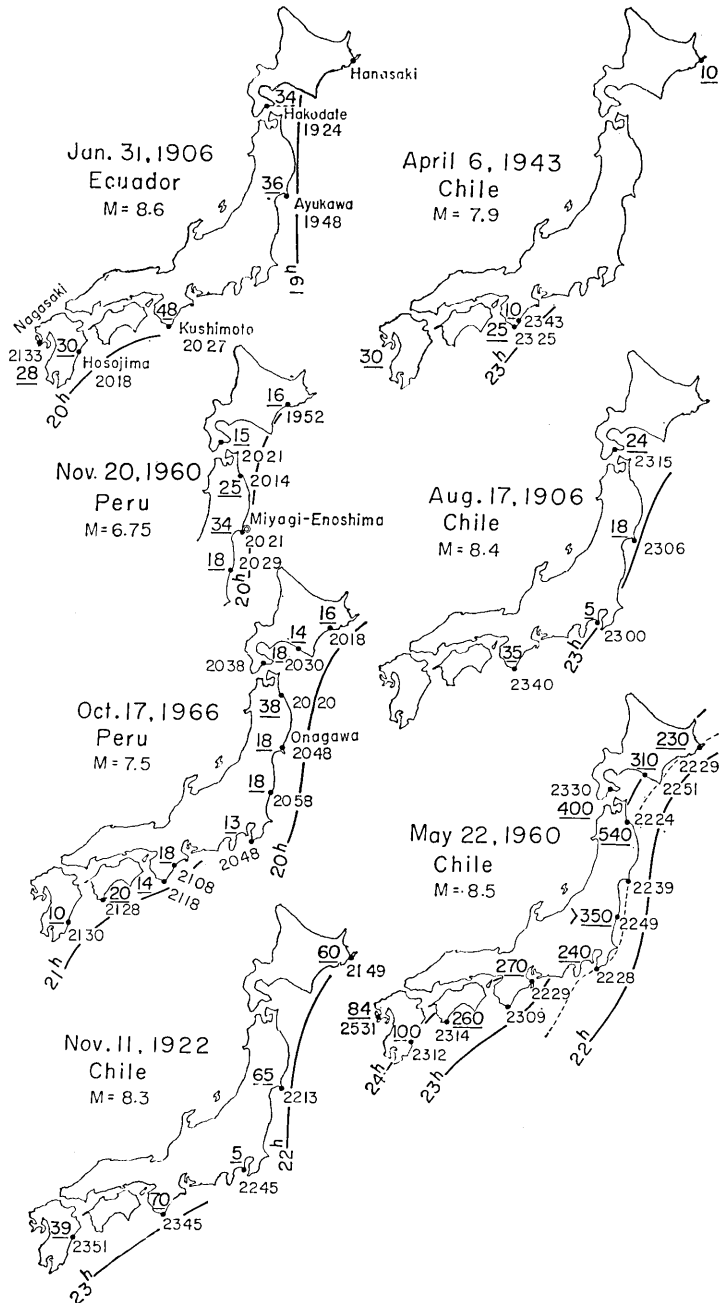 Hanasaki
34
Hakodate
1924
Jan. 31, 1906
Ecuador
M = 8.6
36
Ayukawa
1948
19h
Nagasaki
2133
28
30
Hosojima
2018
48
Kushimoto
2027
20h
10
April 6, 1943
Chile
M = 7.9
10
2343
25
2325
23h
30
16
1952
15
2021
Nov. 20, 1960
Peru
M = 6.75
2014
25
Miyagi-Enoshima
34
2021
18
2029
20h
24
2315
Aug. 17, 1906
Chile
M = 8.4
18
2306
5
2300
23h
35
2340
16
2018
14
2030
18
2038
Oct. 17, 1966
Peru
M = 7.5
2020
38
Onagawa
18
2048
18
2058
13
2048
20h
18
2108
14
2118
20
2128
10
2130
21h
230
2229
310
2251
2330
400
2224
540
May 22, 1960
Chile
M = 8.5
2239
>350
2249
240
2228
22h
270
2229
2309
260
2314
23h
84
2531
100
2312
24h
60
2149
Nov. 11, 1922
Chile
M = 8.3
65
2213
22h
5
2245
70
2345
39
2351
23h